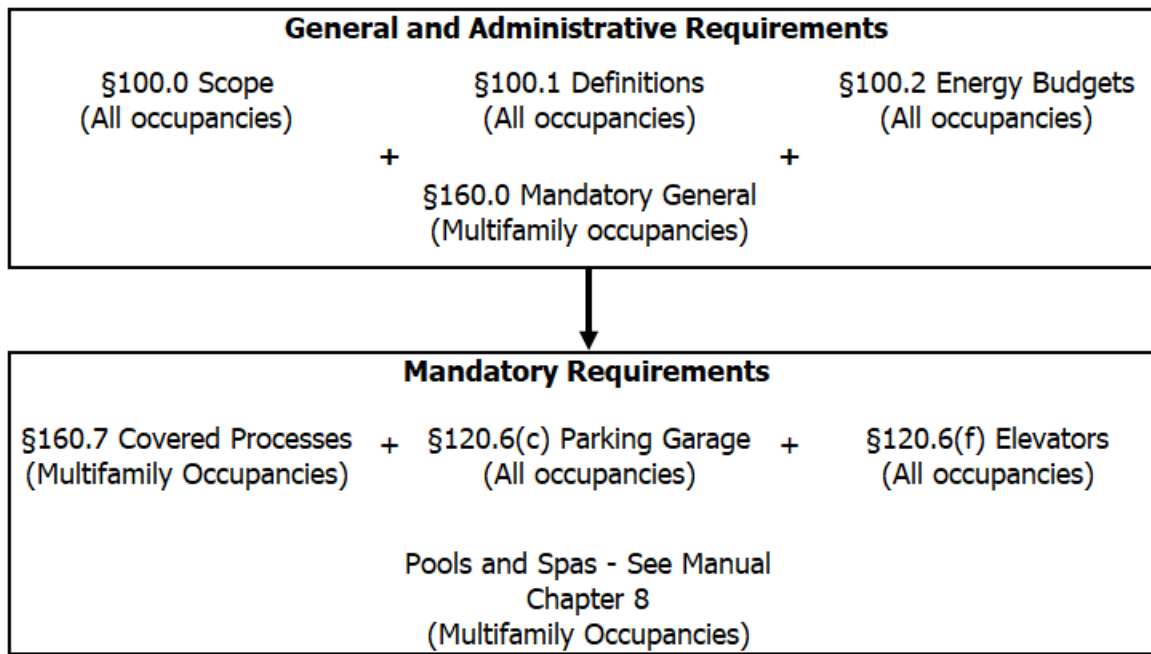 General and Administrative Requirements
§100.0 Scope
(All occupancies)
§100.1 Definitions
(All occupancies)
§100.2 Energy Budgets
(All occupancies)
+
+
§160.0 Mandatory General
(Multifamily occupancies)
Mandatory Requirements
§160.7 Covered Processes
(Multifamily Occupancies)
+
§120.6(c) Parking Garage
(All occupancies)
+
§120.6(f) Elevators
(All occupancies)
Pools and Spas - See Manual
Chapter 8
(Multifamily Occupancies)